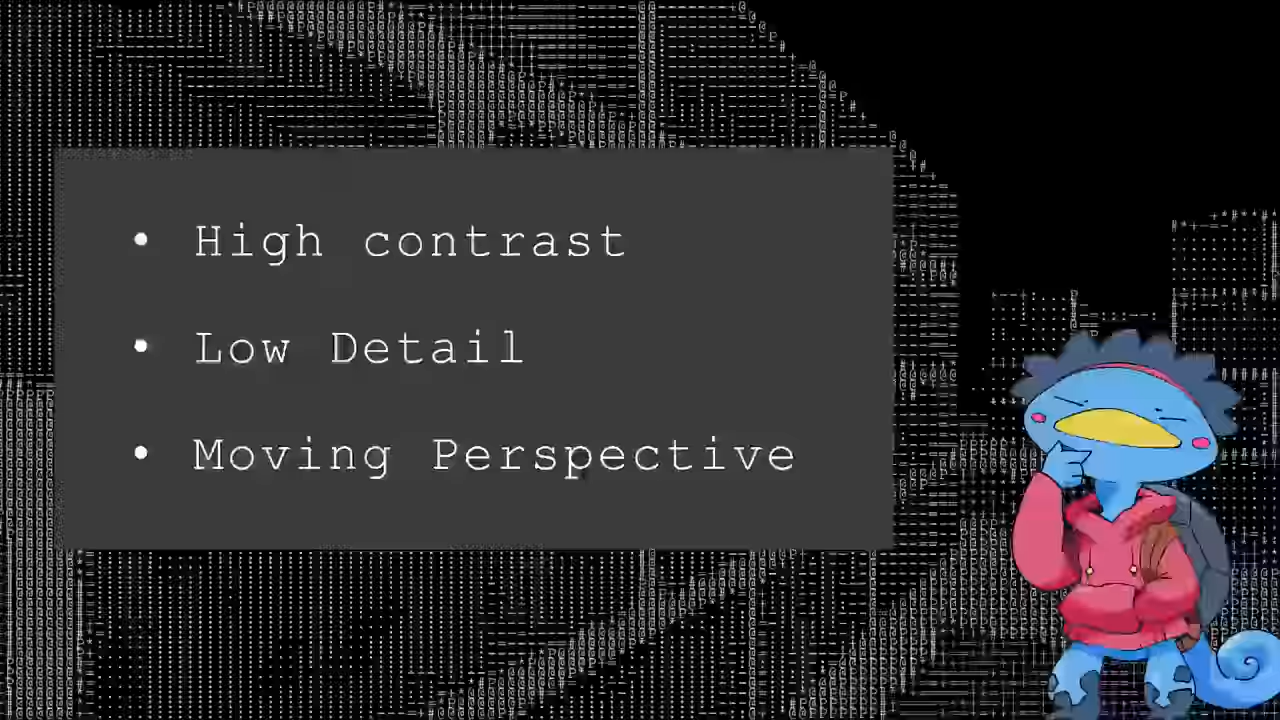 • High contrast
• Low Detail
• Moving Perspective